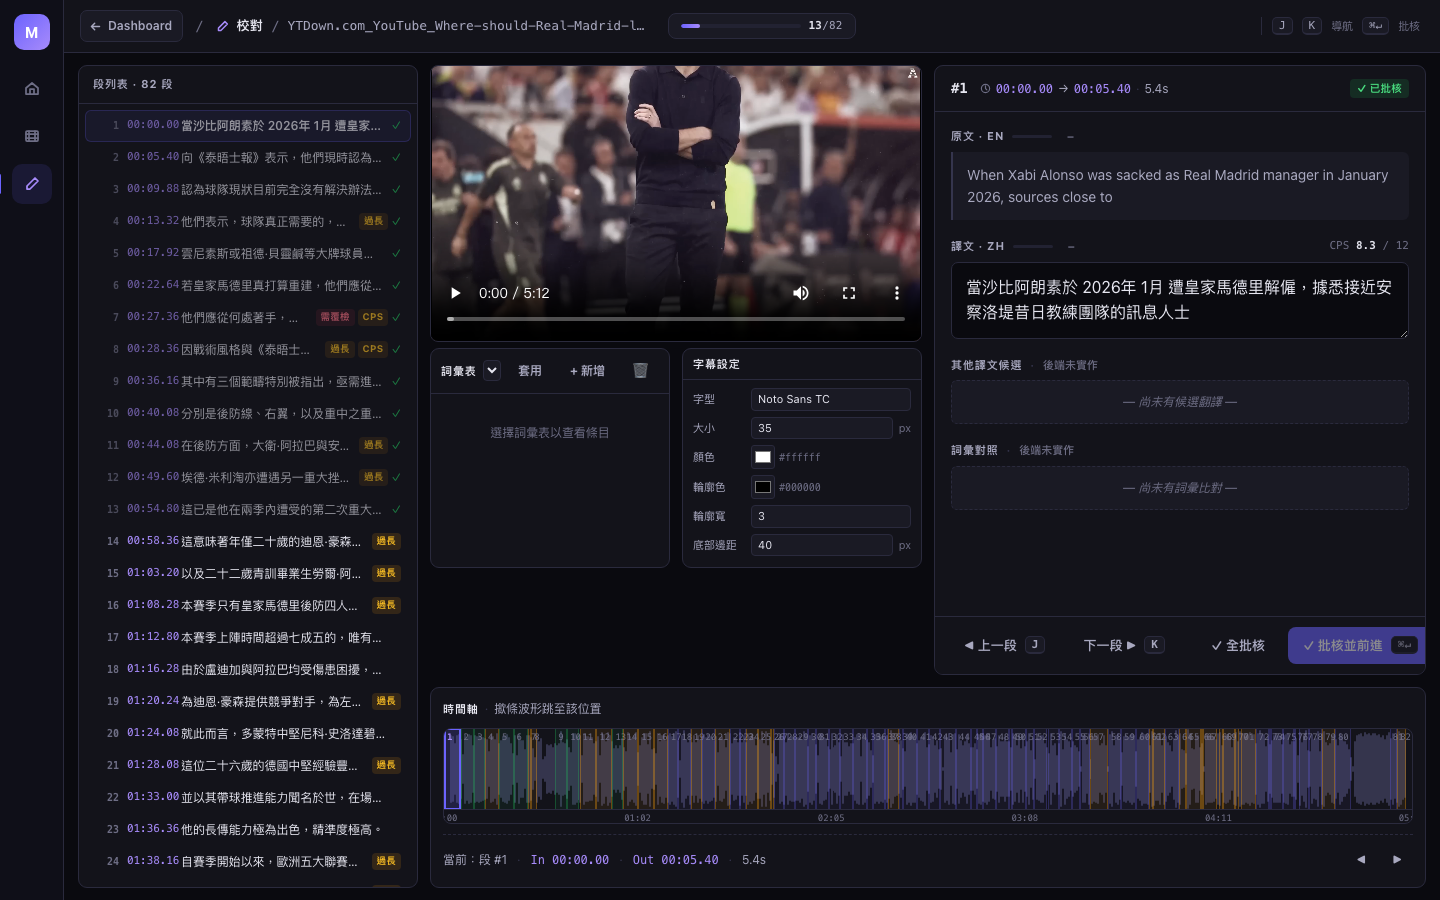 M
← Dashboard / 校對 / YTDown.com_YouTube_Where-should-Real-Madrid-l… 13/82 J K 導航 ⌘↵ 批核
段列表 · 82 段
1 00:00.00 當沙比阿朗素於 2026年 1月 遭皇家… ✓
2 00:05.40 向《泰晤士報》表示，他們現時認為… ✓
3 00:09.88 認為球隊現狀目前完全沒有解決辦法… ✓
4 00:13.32 他們表示，球隊真正需要的，… 過長 ✓
5 00:17.92 雲尼素斯或祖德·貝靈鹹等大牌球員… ✓
6 00:22.64 若皇家馬德里真打算重建，他們應從… ✓
7 00:27.36 他們應從何處著手，… 需覆檢 CPS ✓
8 00:28.36 因戰術風格與《泰晤士… 過長 CPS ✓
9 00:36.16 其中有三個範疇特別被指出，亟需進… ✓
10 00:40.08 分別是後防線、右翼，以及重中之重… ✓
11 00:44.08 在後防方面，大衛·阿拉巴與安… 過長 ✓
12 00:49.60 埃德·米利淘亦遭遇另一重大挫… 過長 ✓
13 00:54.80 這已是他在兩季內遭受的第二次重大… ✓
14 00:58.36 這意味著年僅二十歲的迪恩·豪森… 過長
15 01:03.20 以及二十二歲青訓畢業生勞爾·阿… 過長
16 01:08.28 本賽季只有皇家馬德里後防四人… 過長
17 01:12.80 本賽季上陣時間超過七成五的，唯有…
18 01:16.28 由於盧迪加與阿拉巴均受傷患困擾，…
19 01:20.24 為迪恩·豪森提供競爭對手，為左… 過長
20 01:24.08 就此而言，多蒙特中堅尼科·史洛達碧…
21 01:28.08 這位二十六歲的德國中堅經驗豐… 過長
22 01:33.00 並以其帶球推進能力聞名於世，在場…
23 01:36.36 他的長傳能力極為出色，精準度極高。
24 01:38.16 自賽季開始以來，歐洲五大聯賽… 過長
0:00 / 5:12
詞彙表 套用 + 新增
選擇詞彙表以查看條目
字幕設定
字型 Noto Sans TC
大小 35 px
顏色 #ffffff
輪廓色 #000000
輪廓寬 3
底部邊距 40 px
#1 00:00.00 → 00:05.40 · 5.4s ✓ 已批核
原文 · EN –
When Xabi Alonso was sacked as Real Madrid manager in January
2026, sources close to
譯文 · ZH – CPS 8.3 / 12
當沙比阿朗素於 2026年 1月 遭皇家馬德里解僱，據悉接近安
察洛堤昔日教練團隊的訊息人士
其他譯文候選 · 後端未實作
— 尚未有候選翻譯 —
詞彙對照 · 後端未實作
— 尚未有詞彙比對 —
◀ 上一段 J 下一段 ▶ K ✓ 全批核 ✓ 批核並前進 ⌘↵
時間軸 · 撳條波形跳至該位置
1 2 3 4 5 6 9 12 14 15 16
00 01:02 02:05 03:08 04:11 05:
當前：段 #1 · In 00:00.00 · Out 00:05.40 · 5.4s ◀ ▶